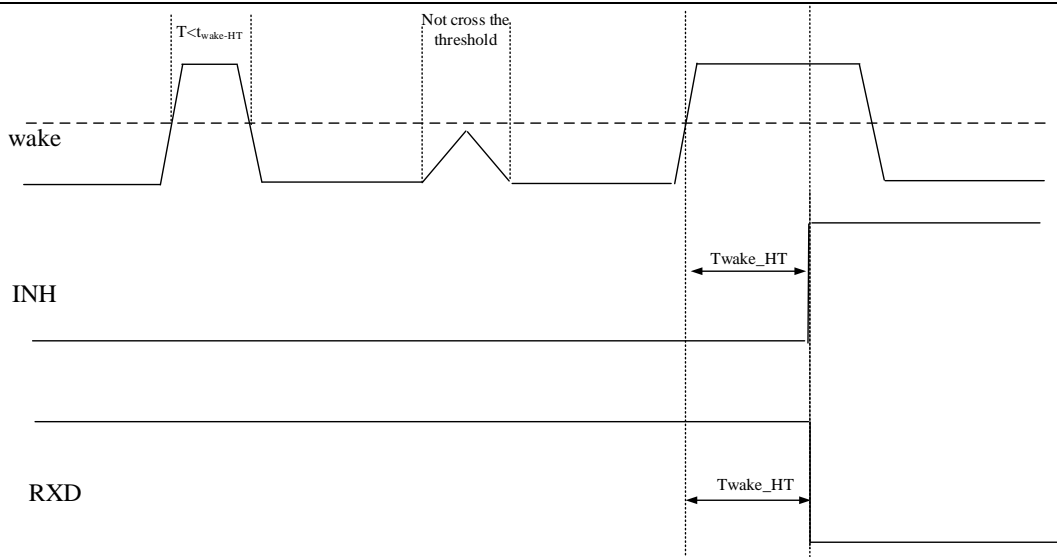 T<twake-HT
Not cross the
threshold
wake
Twake_HT
INH
Twake_HT
RXD